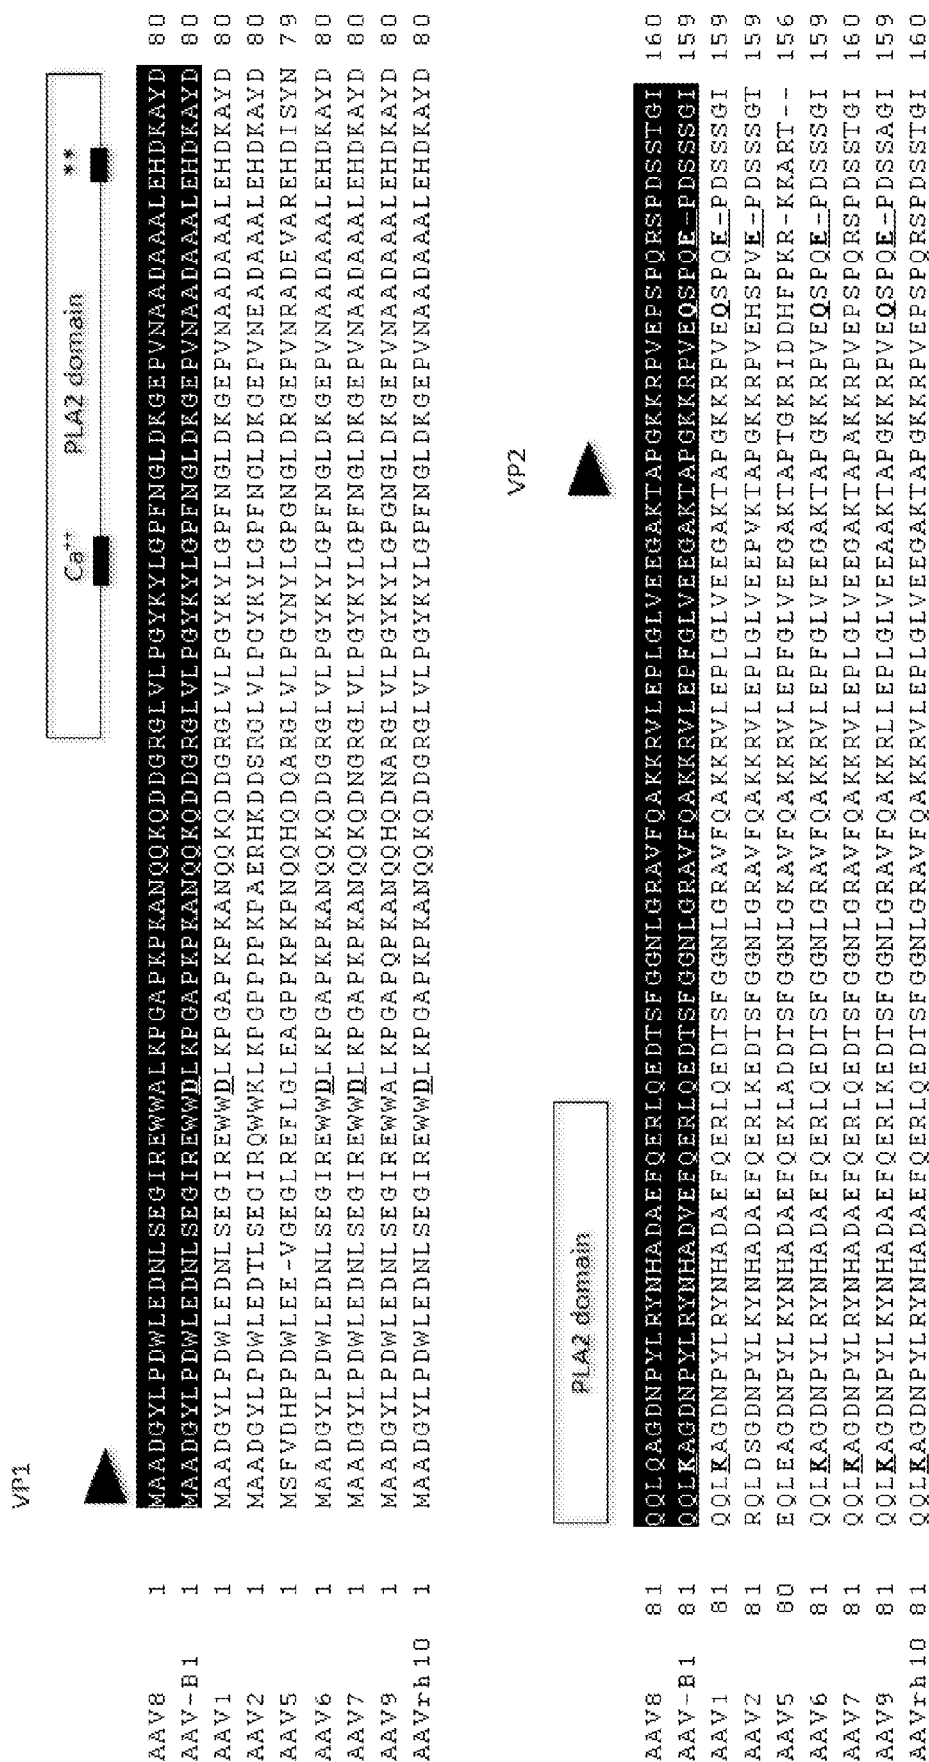 VP1
Ca++ PLA2 domain **
AAV8 1 MAADGYLPDWLEDNLSEGIREWWALKPGAPKPKANQQKQDDGRGLVLPGYKYLGPFNGLDKGEPVNAADAAALEHDKAYD 80
AAV-B1 1 MAADGYLPDWLEDNLSEGIREWWDLKPGAPKPKANQQKQDDGRGLVLPGYKYLGPFNGLDKGEPVNAADAAALEHDKAYD 80
AAV1 1 MAADGYLPDWLEDNLSEGIREWWDLKPGAPKPKANQQKQDDGRGLVLPGYKYLGPFNGLDKGEPVNAADAAALEHDKAYD 80
AAV2 1 MAADGYLPDWLEDTLSEGIRQWWKLKPGPPPPKPAERHKDDSRGLVLPGYKYLGPFNGLDKGEPVNEADAAALEHDKAYD 80
AAV5 1 MSFVDHPPDWLEE-VGEGLREFLGLEAGPPKPKPNQQHQDQARGLVLPGYNYLGPGNGLDRGEPVNRADEVAREHDISYN 79
AAV6 1 MAADGYLPDWLEDNLSEGIREWWDLKPGAPKPKANQQKQDDGRGLVLPGYKYLGPFNGLDKGEPVNAADAAALEHDKAYD 80
AAV7 1 MAADGYLPDWLEDNLSEGIREWWDLKPGAPKPKANQQKQDNGRGLVLPGYKYLGPFNGLDKGEPVNAADAAALEHDKAYD 80
AAV9 1 MAADGYLPDWLEDNLSEGIREWWALKPGAPQPKANQQHQDNARGLVLPGYKYLGPGNGLDKGEPVNAADAAALEHDKAYD 80
AAVrh10 1 MAADGYLPDWLEDNLSEGIREWWDLKPGAPKPKANQQKQDDGRGLVLPGYKYLGPFNGLDKGEPVNAADAAALEHDKAYD 80
PLA2 domain
VP2
AAV8 81 QQLQAGDNPYLRYNHADAEFQERLQEDTSFGGNLGRAVFQAKKRVLEPLGLVEEGAKTAPGKKRPVEPSPQRSPDSSTGI 160
AAV-B1 81 QQLKAGDNPYLRYNHADVEFQERLQEDTSFGGNLGRAVFQAKKRVLEPFGLVEEGAKTAPGKKRPVEQSPQE-PDSSSGI 159
AAV1 81 QQLKAGDNPYLRYNHADAEFQERLQEDTSFGGNLGRAVFQAKKRVLEPLGLVEEGAKTAPGKKRPVEQSPQE-PDSSSGI 159
AAV2 81 RQLDSGDNPYLKYNHADAEFQERLKEDTSFGGNLGRAVFQAKKRVLEPLGLVEEPVKTAPGKKRPVEHSPVE-PDSSSGT 159
AAV5 80 EQLEAGDNPYLKYNHADAEFQEKLADDTSFGGNLGKAVFQAKKRVLEPFGLVEEGAKTAPTGKRIDDHFPKR-KKART-- 156
AAV6 81 QQLKAGDNPYLRYNHADAEFQERLQEDTSFGGNLGRAVFQAKKRVLEPFGLVEEGAKTAPGKKRPVEQSPQE-PDSSSGI 159
AAV7 81 QQLKAGDNPYLRYNHADAEFQERLQEDTSFGGNLGRAVFQAKKRVLEPLGLVEEGAKTAPAKKRPVEPSPQRSPDSSTGI 160
AAV9 81 QQLKAGDNPYLKYNHADAEFQERLKEDTSFGGNLGRAVFQAKKRLLEPLGLVEEAAKTAPGKKRPVEQSPQE-PDSSAGI 159
AAVrh10 81 QQLKAGDNPYLRYNHADAEFQERLQEDTSFGGNLGRAVFQAKKRVLEPLGLVEEGAKTAPGKKRPVEPSPQRSPDSSTGI 160